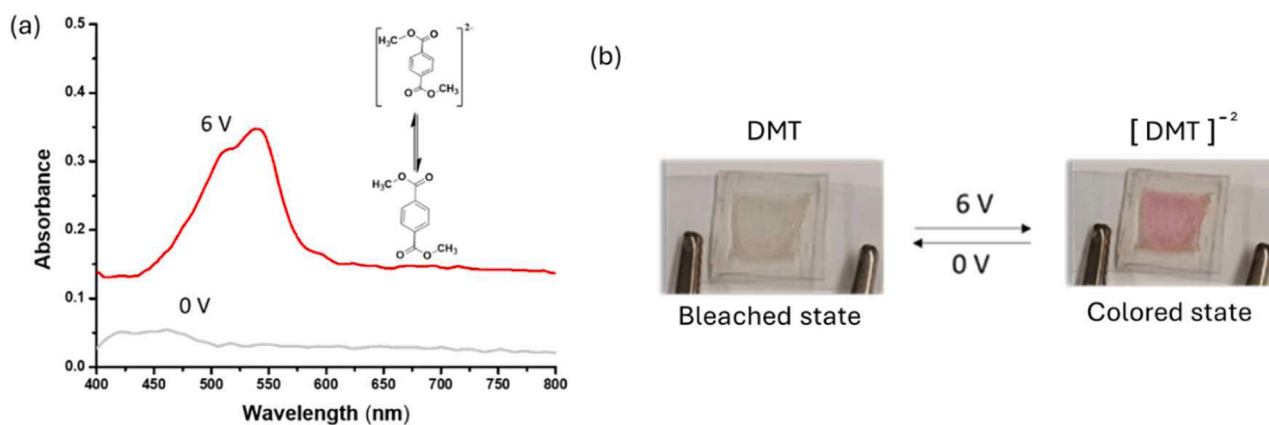 (a)
0.5
0.4
0.3
0.2
0.1
0.0
Absorbance
400 450 500 550 600 650 700 750 800
Wavelength (nm)
6 V
0 V
2-
H₃C O O
O O CH₃
H₃C O O
O O CH₃
(b)
DMT
[ DMT ]⁻²
6 V
0 V
Bleached state
Colored state